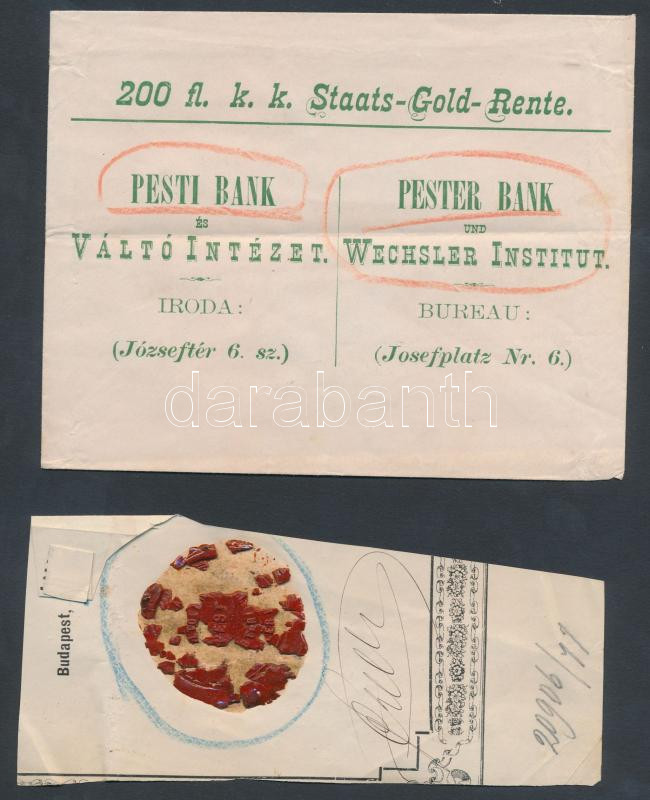 200 fl. k. k. Staats-Gold-Rente.
PESTI BANK
ÉS
VÁLTÓ INTÉZET.
IRODA:
(Józseftér 6. sz.)
PESTER BANK
UND
WECHSLER INSTITUT.
BUREAU:
(Josefplatz Nr. 6.)
darabanth
Budapest,
PEST